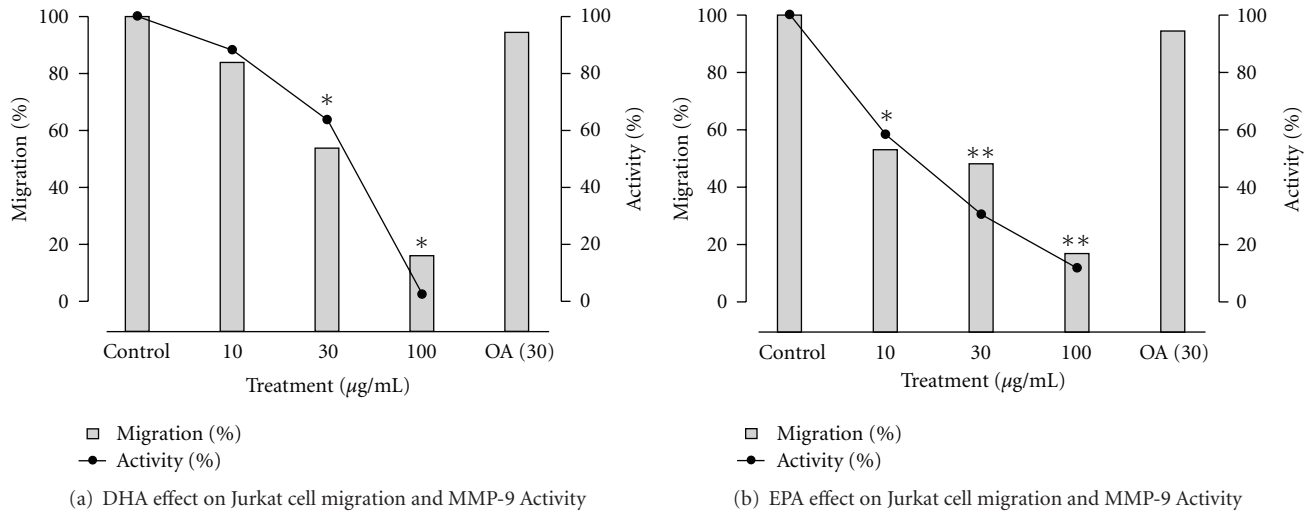 100
80
60
40
20
0
Migration (%)
100
80
60
40
20
0
Activity (%)
*
*
Control 10 30 100 OA (30)
Treatment (μg/mL)
Migration (%)
Activity (%)
(a) DHA effect on Jurkat cell migration and MMP-9 Activity
100
80
60
40
20
0
Migration (%)
100
80
60
40
20
0
Activity (%)
*
**
**
Control 10 30 100 OA (30)
Treatment (μg/mL)
Migration (%)
Activity (%)
(b) EPA effect on Jurkat cell migration and MMP-9 Activity